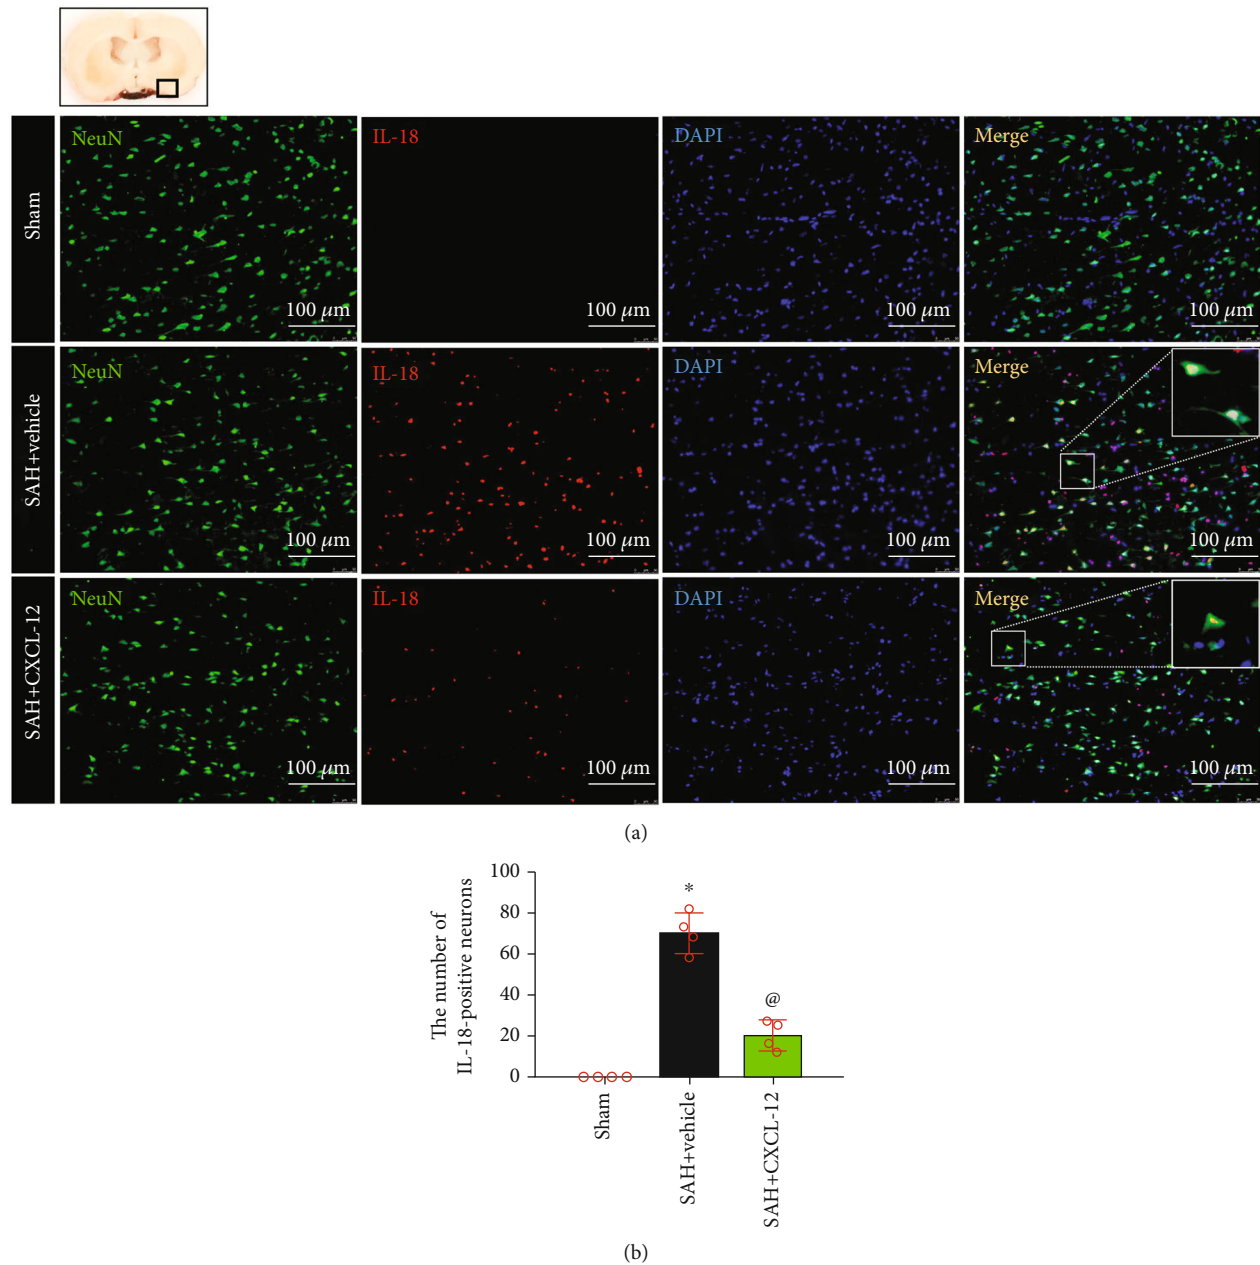 Sham
NeuN
IL-18
DAPI
Merge
100 μm
100 μm
100 μm
100 μm
SAH+vehicle
NeuN
IL-18
DAPI
Merge
100 μm
100 μm
100 μm
100 μm
SAH+CXCL-12
NeuN
IL-18
DAPI
Merge
100 μm
100 μm
100 μm
100 μm
(a)
The number of
IL-18-positive neurons
100
80
60
40
20
0
*
@
Sham
SAH+vehicle
SAH+CXCL-12
(b)